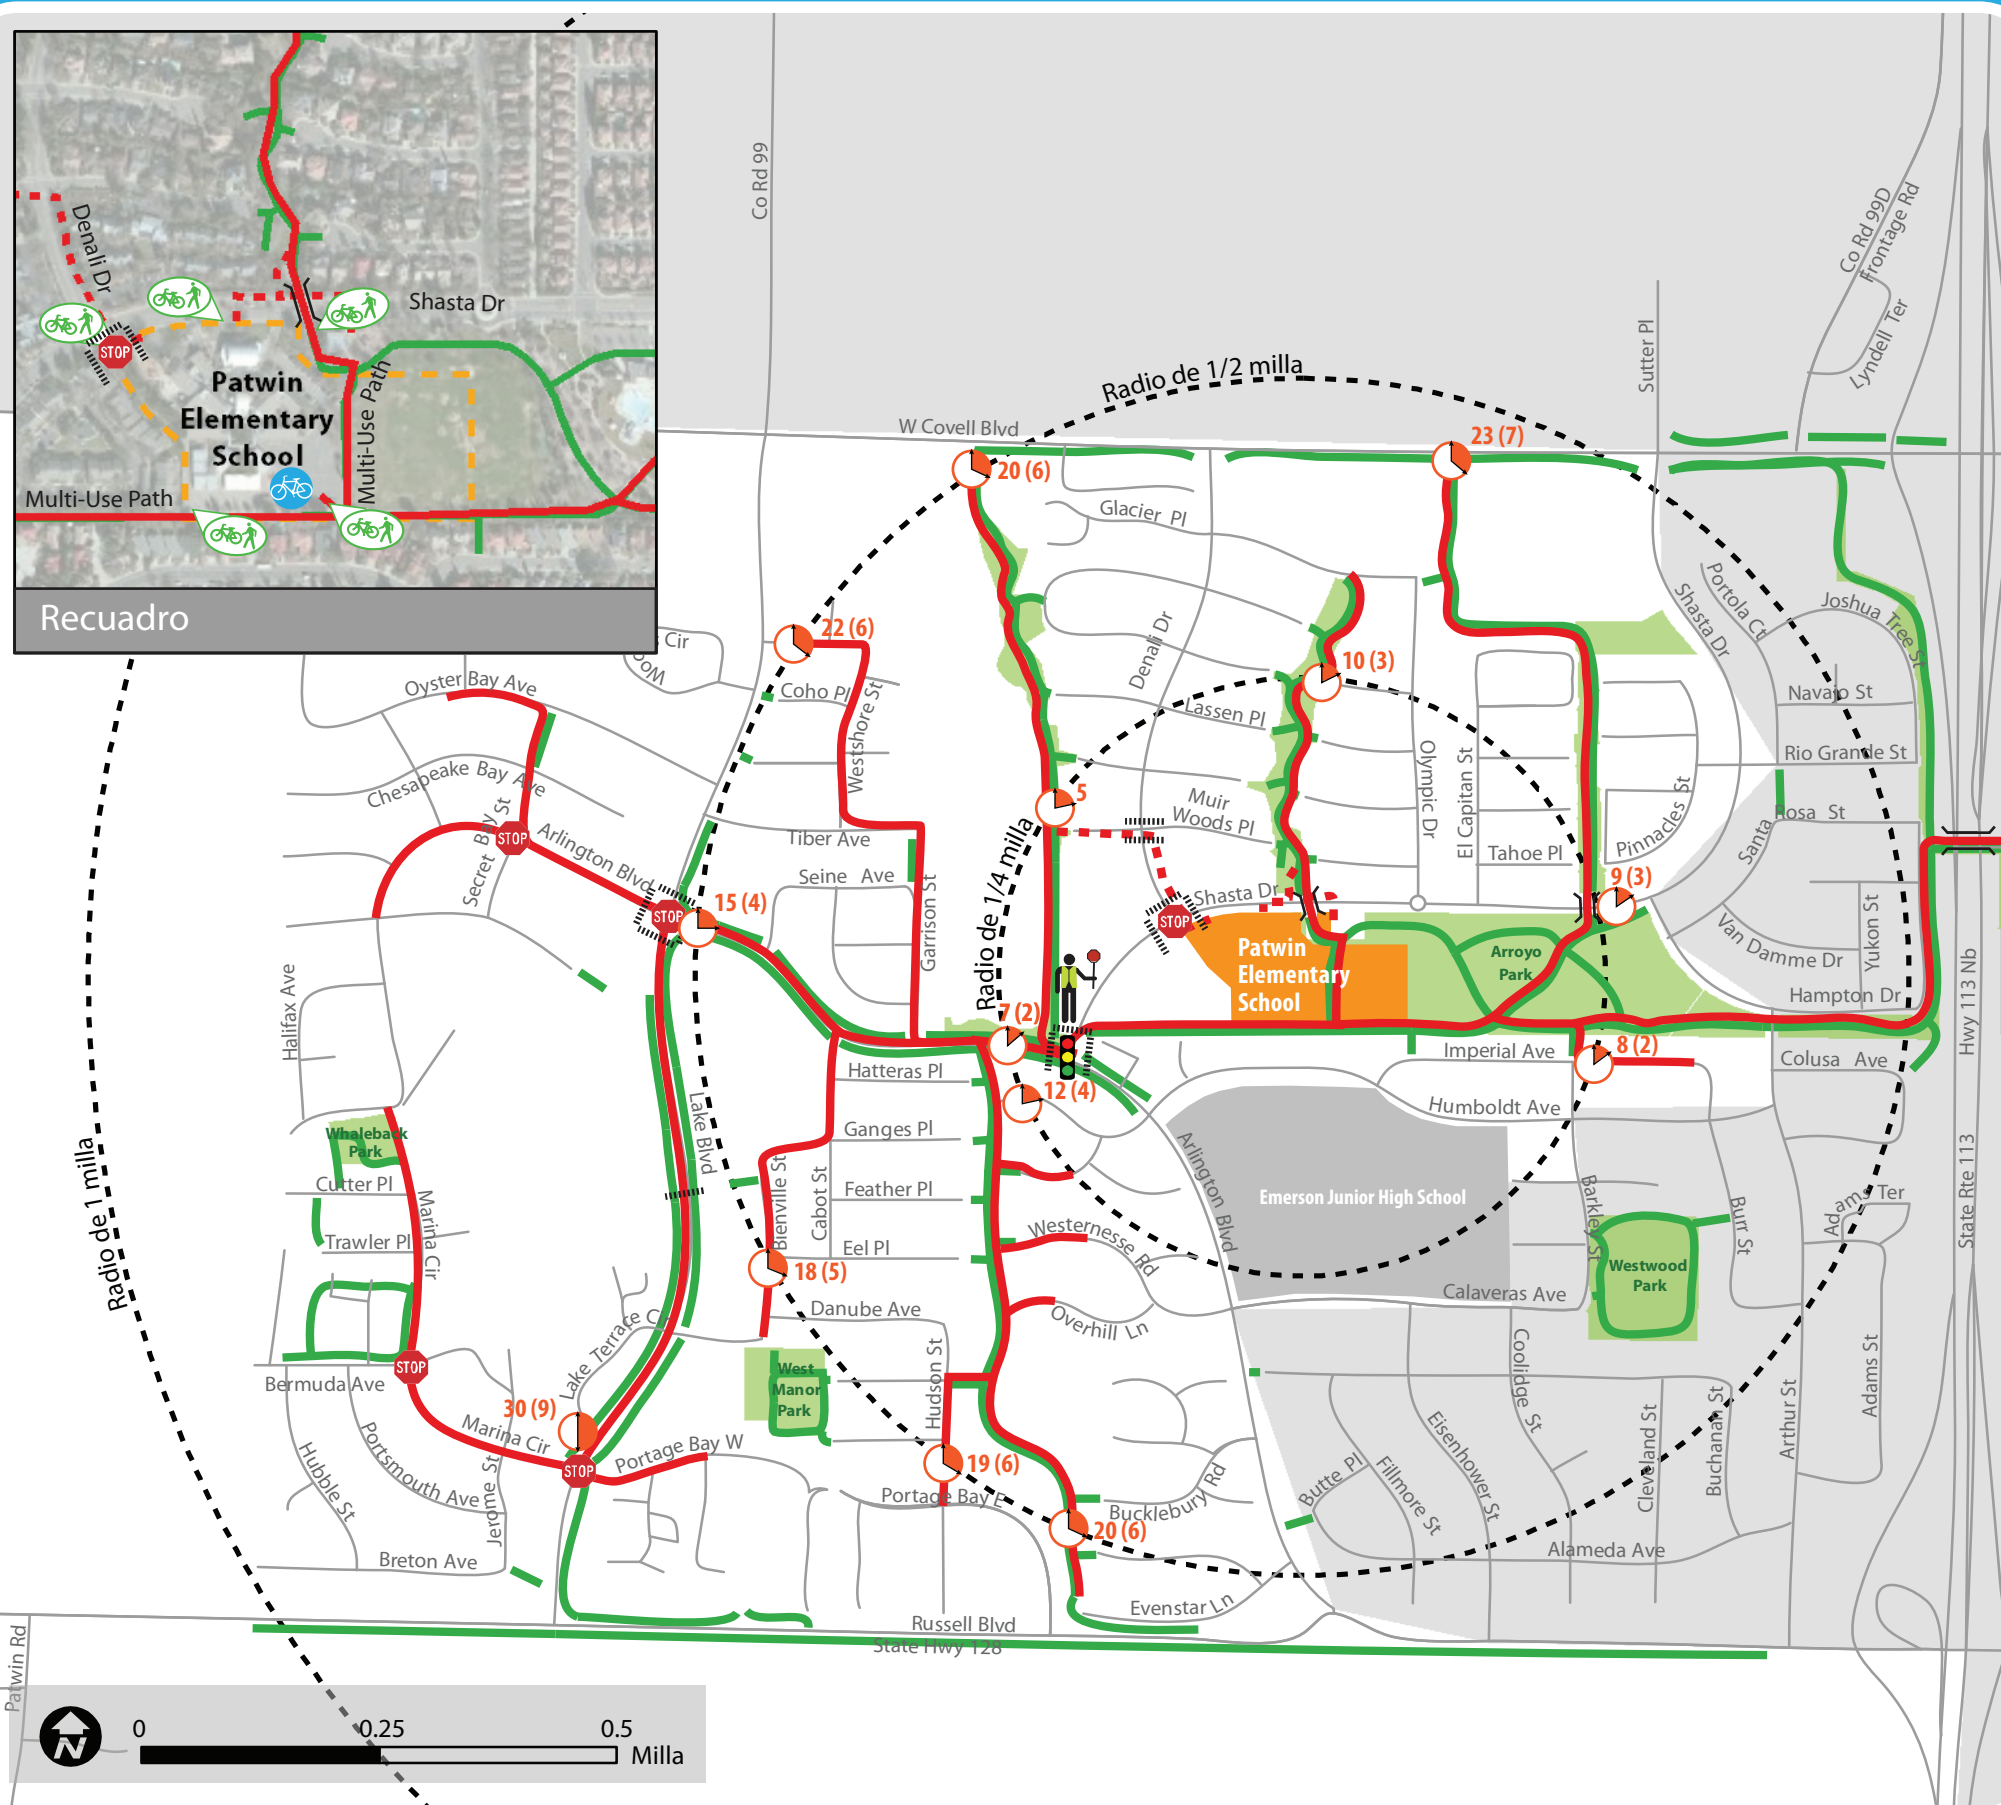 Denali Dr
Shasta Dr
STOP
Patwin
Elementary
School
Multi-Use Path
Multi-Use Path
Recuadro
Co Rd 99
Co Rd 99D
Frontage Rd
Lyndell Ter
Sutter Pl
Radio de 1/2 milla
W Covell Blvd
20 (6)
23 (7)
Glacier Pl
Portola Ct
Shasta Dr
Joshua Tree St
22 (6)
Cir
Oyster Bay Ave
Coho Pl
Westshore St
Denali Dr
10 (3)
Lassen Pl
Navajo St
Rio Grande St
Chesapeake Bay Ave
5
Muir
Woods Pl
Olympic Dr
El Capitan St
Pinnacles St
Santa Rosa St
Tahoe Pl
Secret Bay St
STOP
Arlington Blvd
Tiber Ave
Seine Ave
Garrison St
Radio de 1/4 milla
Shasta Dr
9 (3)
STOP
15 (4)
STOP
Patwin
Elementary
School
Arroyo
Park
Van Damme Dr
Yukon St
Hampton Dr
Halifax Ave
7 (2)
Hwy 113 Nb
Imperial Ave
8 (2)
Colusa Ave
Hatteras Pl
12 (4)
Humboldt Ave
Lake Blvd
Ganges Pl
Whaleback
Park
Cutter Pl
Marina Cir
Trawler Pl
Radio de 1 milla
Bienville St
Cabot St
Feather Pl
Eel Pl
Arlington Blvd
Emerson Junior High School
Barkley St
Burr St
Adams Ter
State Rte 113
Westernesse Rd
18 (5)
Westwood
Park
Calaveras Ave
Danube Ave
Overhill Ln
Lake Terrace Cir
STOP
Bermuda Ave
West
Manor
Park
Hudson St
Coolidge St
Adams St
Arthur St
30 (9)
Marina Cir
STOP
Portage Bay W
19 (6)
Portage Bay E
Bucklebury Rd
20 (6)
Butte Pl
Fillmore St
Eisenhower St
Cleveland St
Buchanan St
Hubble St
Portsmouth Ave
Jerome St
Breton Ave
Alameda Ave
Evenstar Ln
Russell Blvd
State Hwy 128
Patwin Rd
N
0 0.25 0.5
Milla